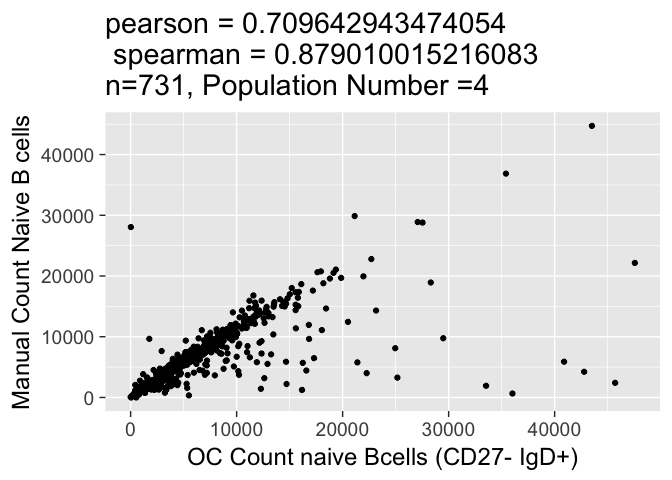 pearson = 0.709642943474054
spearman = 0.879010015216083
n=731, Population Number =4
Manual Count Naive B cells
40000
30000
20000
10000
0
0 10000 20000 30000 40000
OC Count naive Bcells (CD27- IgD+)